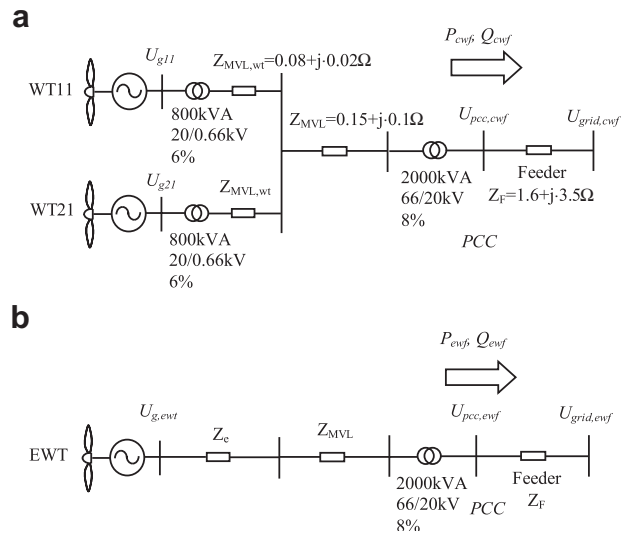 a
P_cwf, Q_cwf
U_g11
Z_MVL,wt=0.08+j·0.02Ω
WT11
800kVA
20/0.66kV
6%
Z_MVL=0.15+j·0.1Ω
U_pcc,cwf
U_grid,cwf
U_g21
Z_MVL,wt
2000kVA
66/20kV
8%
Feeder
Z_F=1.6+j·3.5Ω
WT21
PCC
800kVA
20/0.66kV
6%
b
P_ewf, Q_ewf
U_g,ewt
U_pcc,ewf
U_grid,ewf
Z_e
Z_MVL
EWT
2000kVA
66/20kV
8%
PCC
Feeder
Z_F